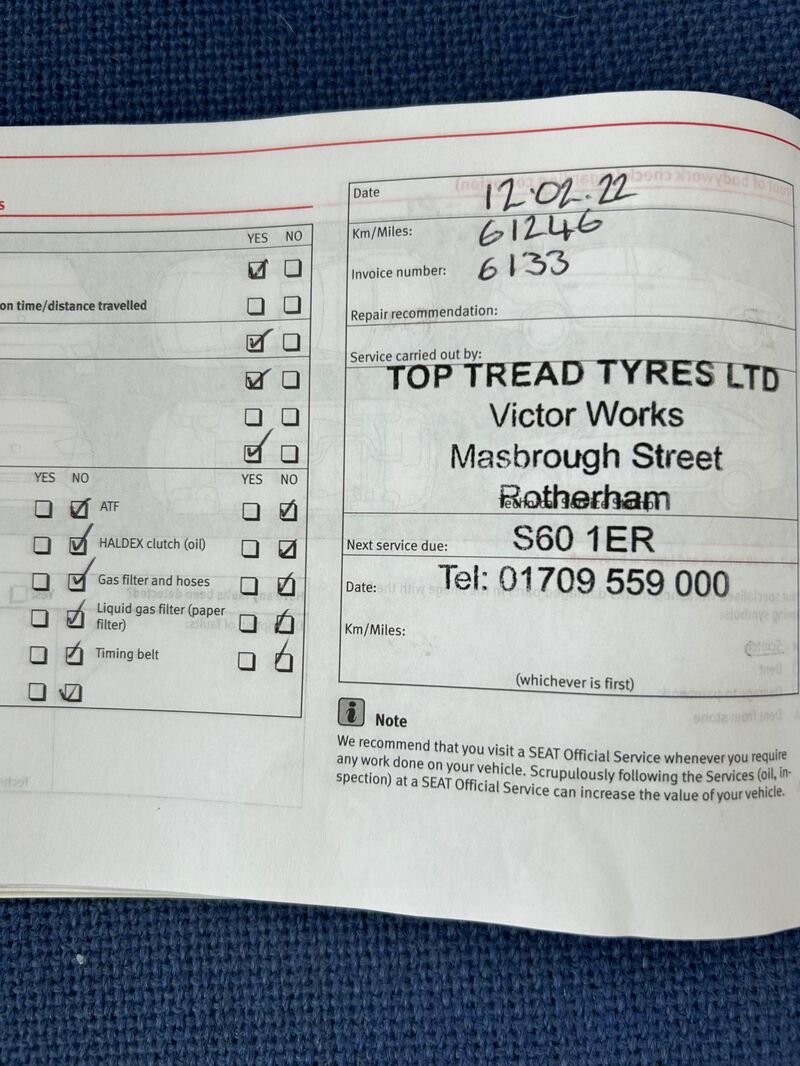 s
YES NO
on time/distance travelled
YES NO
YES NO
ATF
HALDEX clutch (oil)
Gas filter and hoses
Liquid gas filter (paper
filter)
Timing belt
Date 12.02.22
Km/Miles: 61246
Invoice number: 6133
Repair recommendation:
Service carried out by:
TOP TREAD TYRES LTD
Victor Works
Masbrough Street
Rotherham
Next service due: S60 1ER
Date: Tel: 01709 559 000
Km/Miles:
(whichever is first)
i Note
We recommend that you visit a SEAT Official Service whenever you require
any work done on your vehicle. Scrupulously following the Services (oil, in-
spection) at a SEAT Official Service can increase the value of your vehicle.